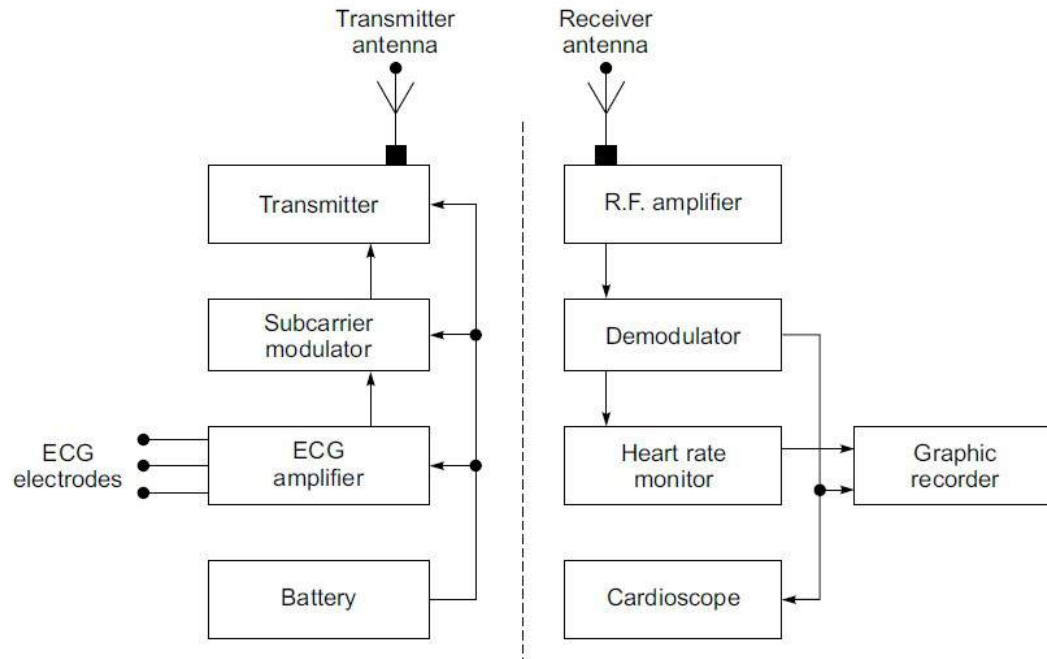 Transmitter
antenna
Receiver
antenna
Transmitter
R.F. amplifier
Subcarrier
modulator
Demodulator
ECG
electrodes
ECG
amplifier
Heart rate
monitor
Graphic
recorder
Battery
Cardioscope